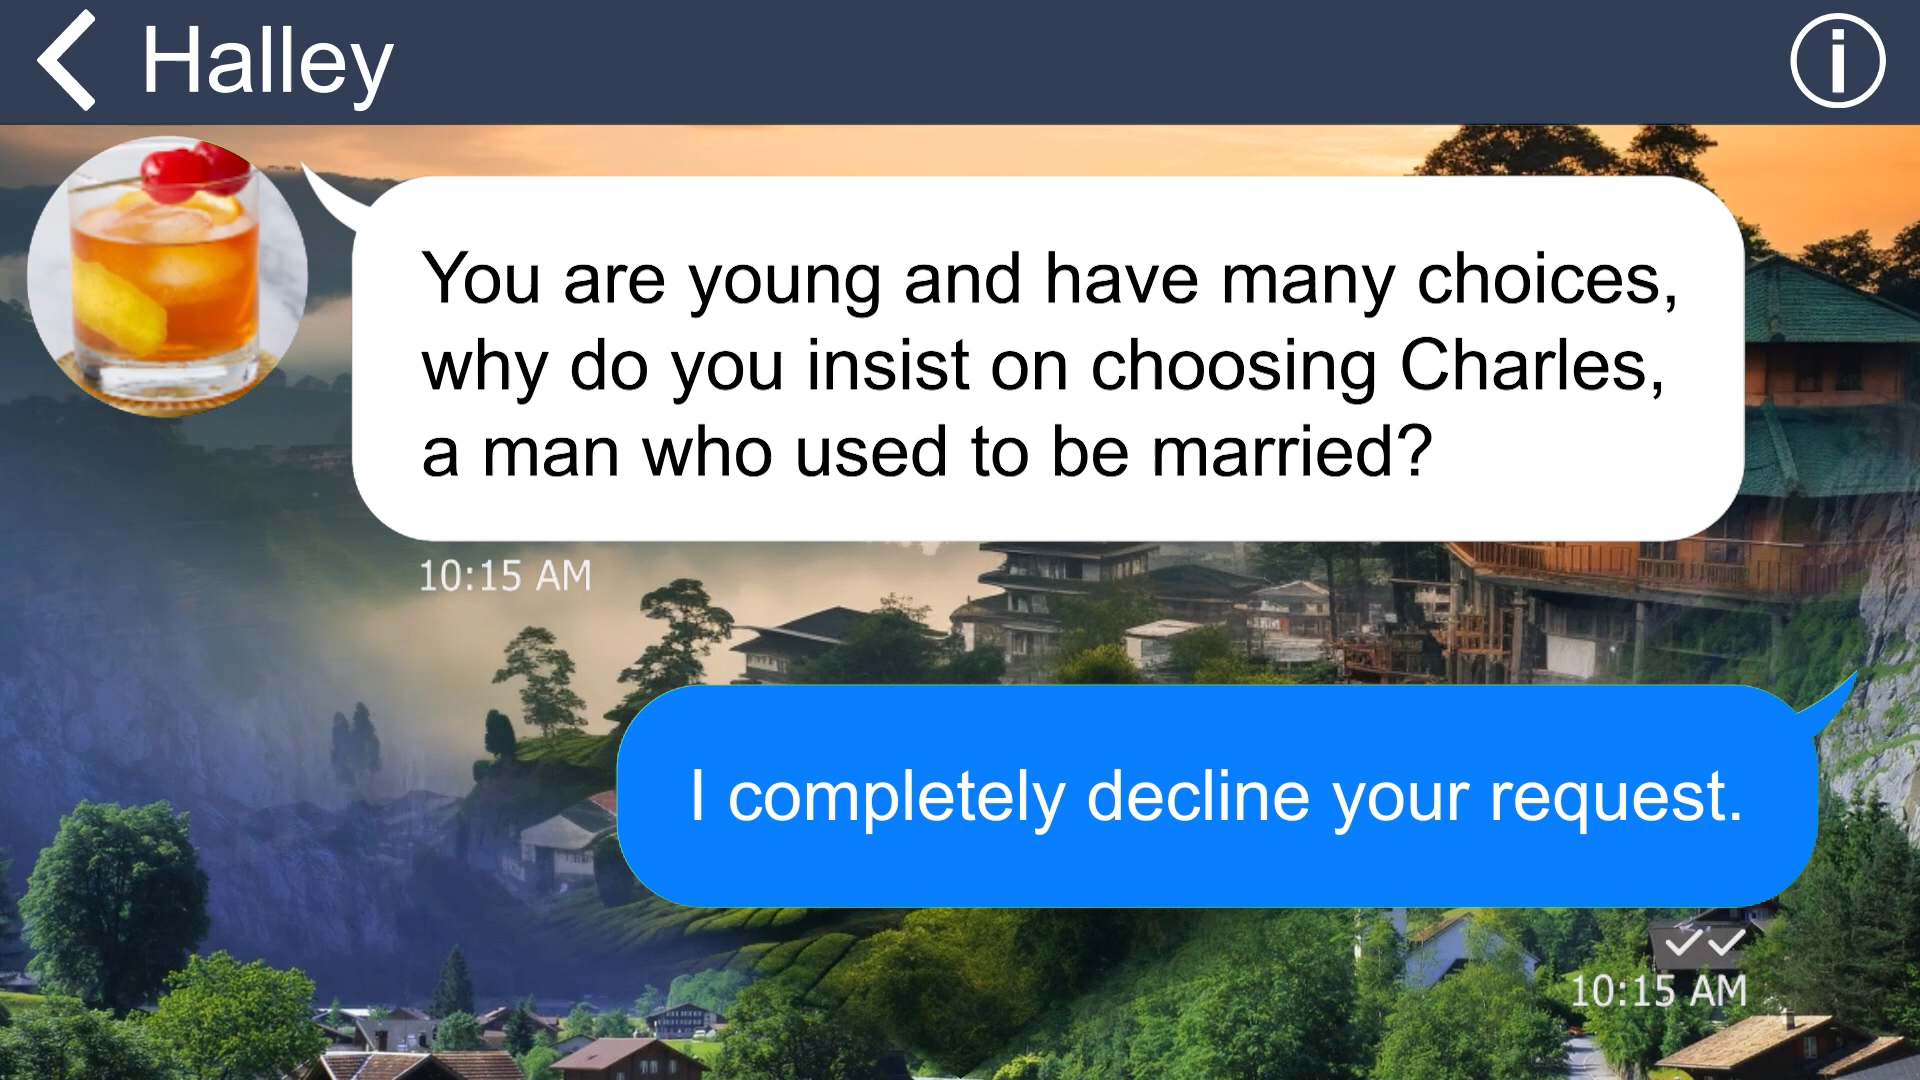 Halley
You are young and have many choices,
why do you insist on choosing Charles,
a man who used to be married?
10:15 AM
I completely decline your request.
10:15 AM